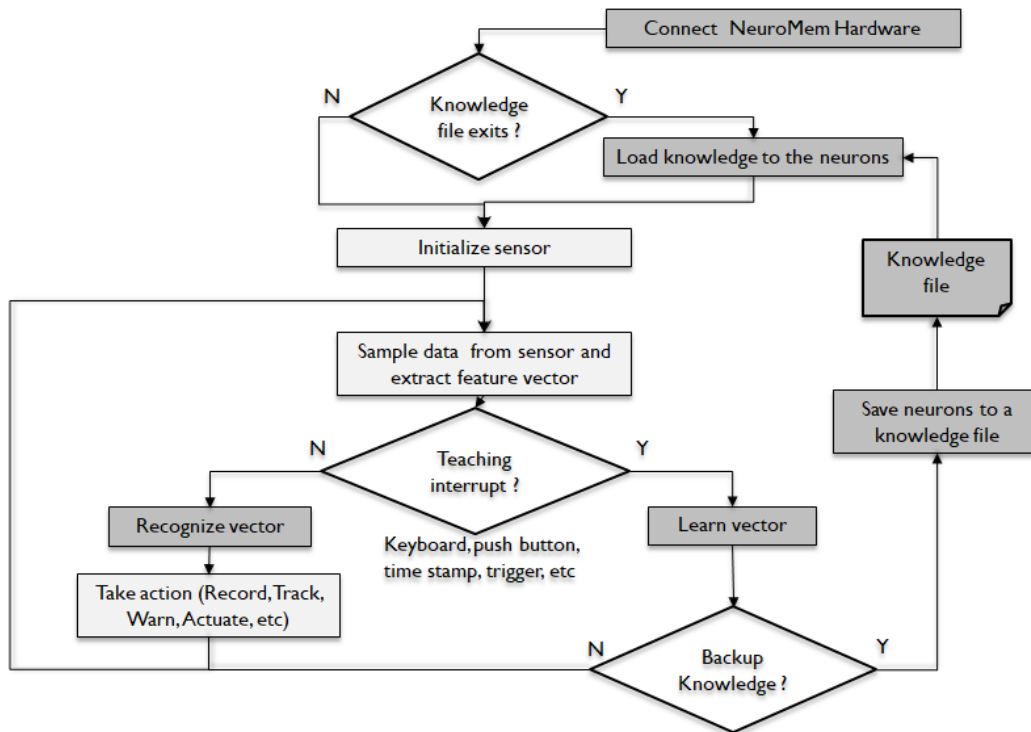 Connect NeuroMem Hardware
N
Y
Knowledge
file exits ?
Load knowledge to the neurons
Initialize sensor
Knowledge
file
Sample data from sensor and
extract feature vector
Save neurons to a
knowledge file
N
Y
Teaching
interrupt ?
Recognize vector
Learn vector
Keyboard, push button,
time stamp, trigger, etc
Take action (Record, Track,
Warn, Actuate, etc)
N
Y
Backup
Knowledge ?